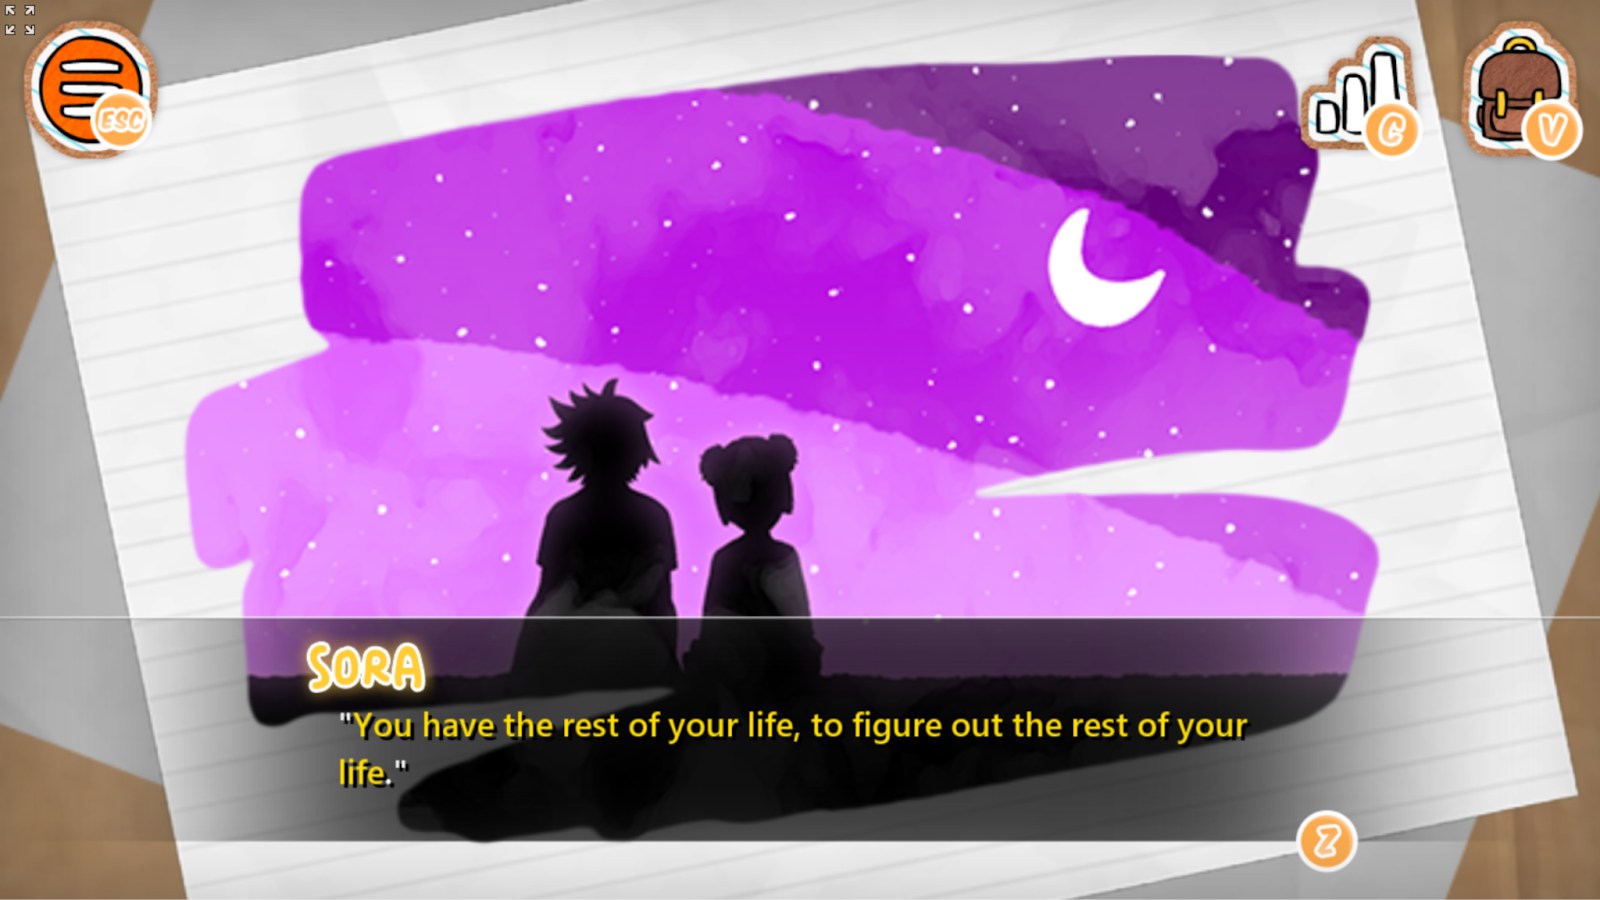 ESC
C
V
SORA
"You have the rest of your life, to figure out the rest of your
life."
Z